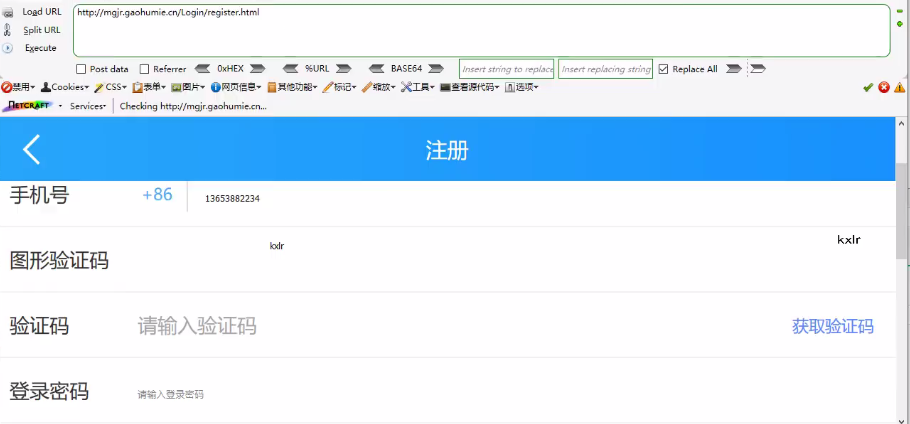 Load URL
http://mgjr.gaohumie.cn/Login/register.html
Split URL
Execute
Post data Referrer 0xHEX %URL BASE64 Insert string to replace Insert replacing string Replace All
禁用 Cookies CSS 表单 图片 网页信息 其他功能 标记 缩放 工具 查看源代码 选项
NETCRAFT Services Checking http://mgjr.gaohumie.cn...
注册
手机号 +86 13653882234
图形验证码 kxlr kxlr
验证码 请输入验证码 获取验证码
登录密码 请输入登录密码